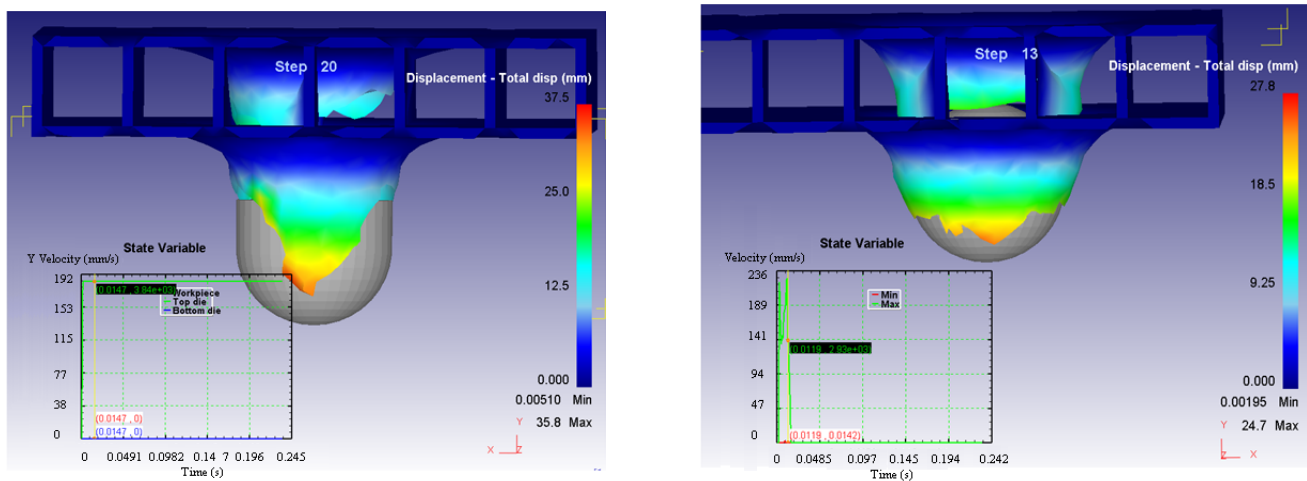 Step 20
Displacement - Total disp (mm)
37.5
25.0
12.5
0.000
0.00510 Min
35.8 Max
Y
X
State Variable
Y Velocity (mm/s)
192
153
115
77
38
0
(0.0147 , 3.84e+03)
Workpiece
Top die
Bottom die
(0.0147 , 0)
(0.0147 , 0)
0 0.0491 0.0982 0.14 7 0.196 0.245
Time (s)
Step 13
Displacement - Total disp (mm)
27.8
18.5
9.25
0.000
0.00195 Min
24.7 Max
Y
Z X
State Variable
Velocity (mm/s)
236
189
141
94
47
0
Min
Max
(0.0119 , 2.93e+03)
(0.0119 , 0.0142)
0 0.0485 0.097 0.145 0.194 0.242
Time (s)